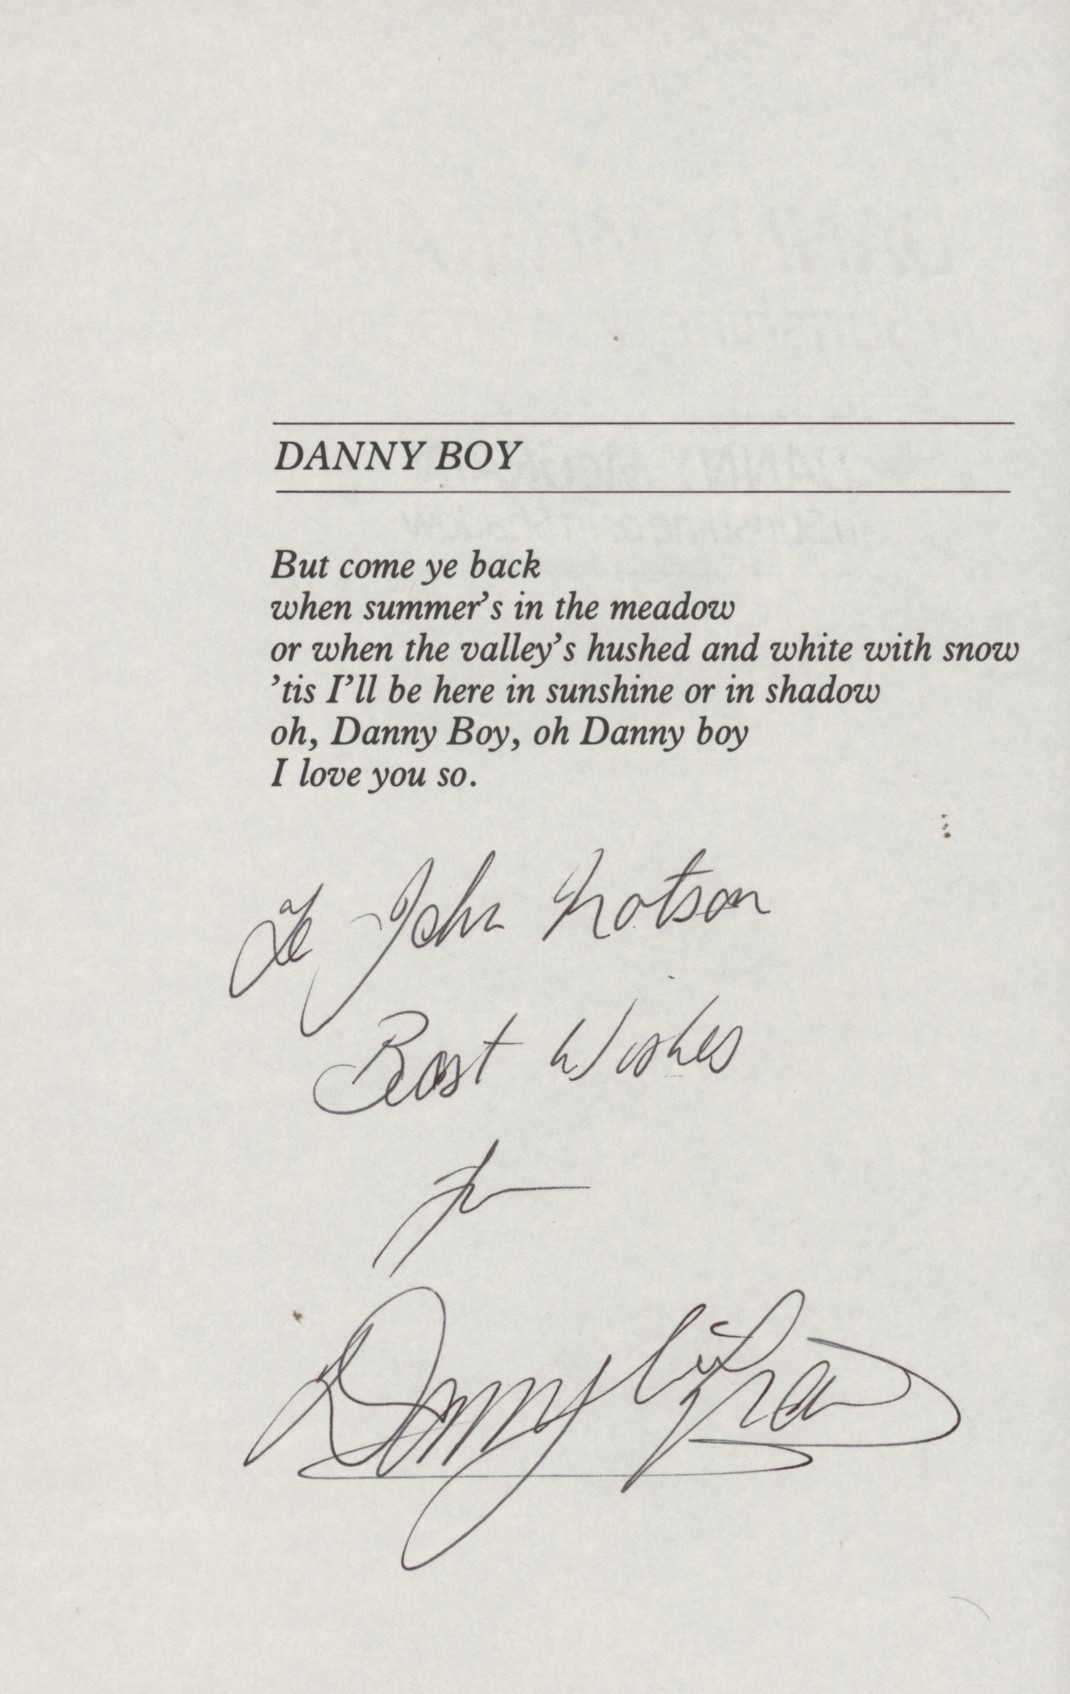 DANNY BOY
But come ye back
when summer's in the meadow
or when the valley's hushed and white with snow
'tis I'll be here in sunshine or in shadow
oh, Danny Boy, oh Danny boy
I love you so.
To John Notson
Best Wishes
Danny